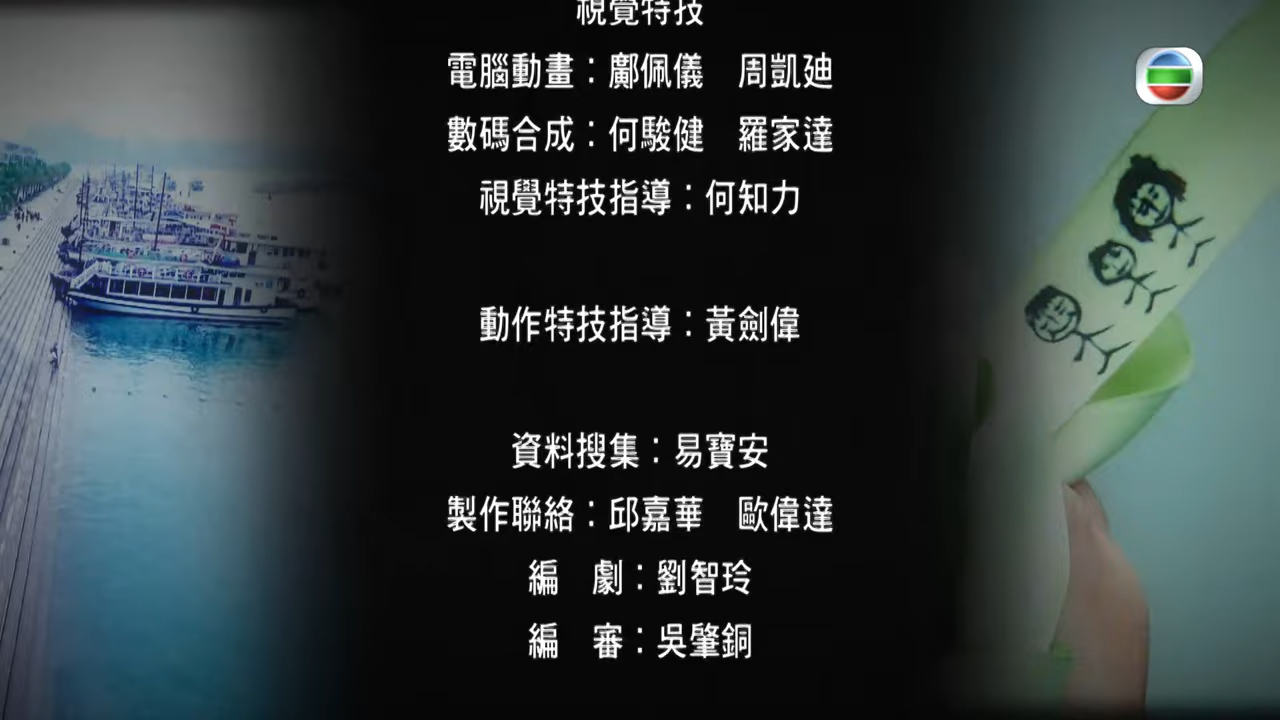 視覺特技
電腦動畫：鄺佩儀　周凱廸
數碼合成：何駿健　羅家達
視覺特技指導：何知力
動作特技指導：黃劍偉
資料搜集：易寶安
製作聯絡：邱嘉華　歐偉達
編　劇：劉智玲
編　審：吳肇銅